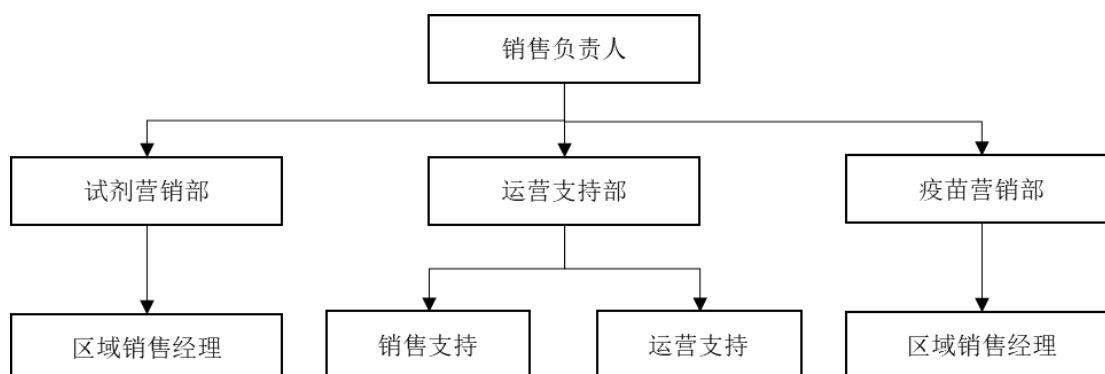 销售负责人
试剂营销部
运营支持部
疫苗营销部
区域销售经理
销售支持
运营支持
区域销售经理